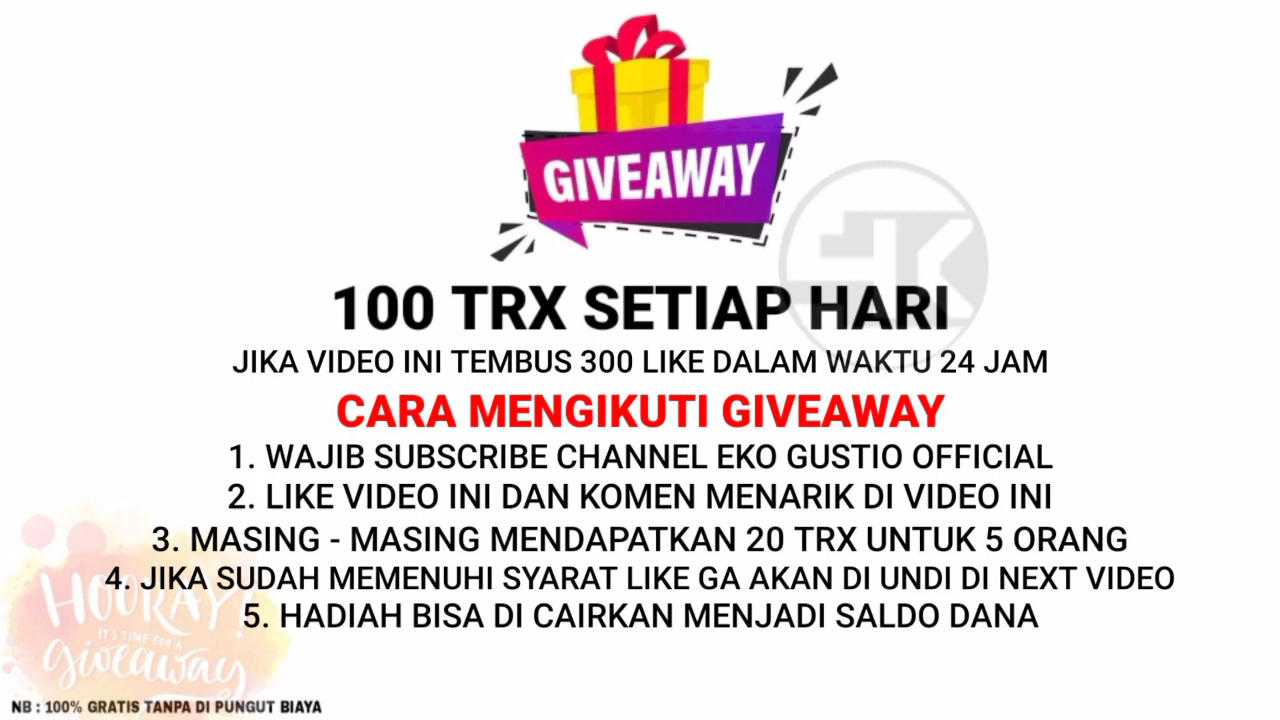 GIVEAWAY
100 TRX SETIAP HARI
JIKA VIDEO INI TEMBUS 300 LIKE DALAM WAKTU 24 JAM
CARA MENGIKUTI GIVEAWAY
1. WAJIB SUBSCRIBE CHANNEL EKO GUSTIO OFFICIAL
2. LIKE VIDEO INI DAN KOMEN MENARIK DI VIDEO INI
3. MASING - MASING MENDAPATKAN 20 TRX UNTUK 5 ORANG
4. JIKA SUDAH MEMENUHI SYARAT LIKE GA AKAN DI UNDI DI NEXT VIDEO
5. HADIAH BISA DI CAIRKAN MENJADI SALDO DANA
HOORAY!
IT'S TIME FOR A
giveaway
NB : 100% GRATIS TANPA DI PUNGUT BIAYA